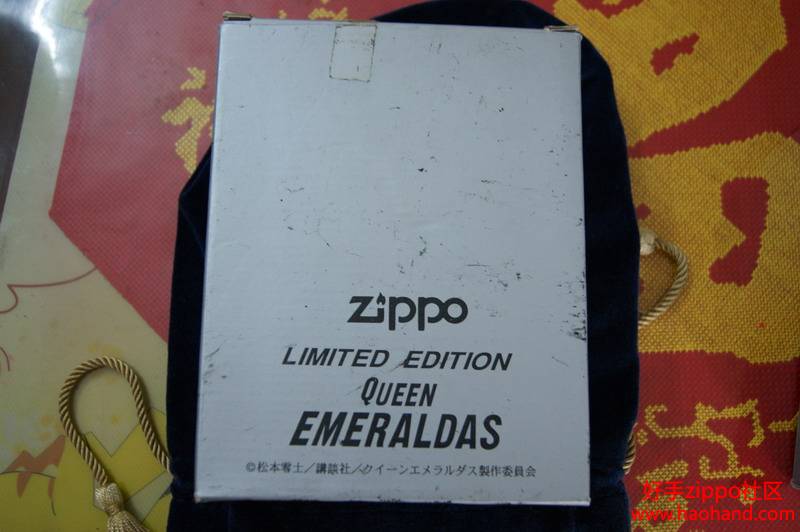 Zippo
LIMITED EDITION
QUEEN
EMERALDAS
©松本零士/講談社/クイーンエメラルダス製作委員会
好手zippo社区
www.haohand.com